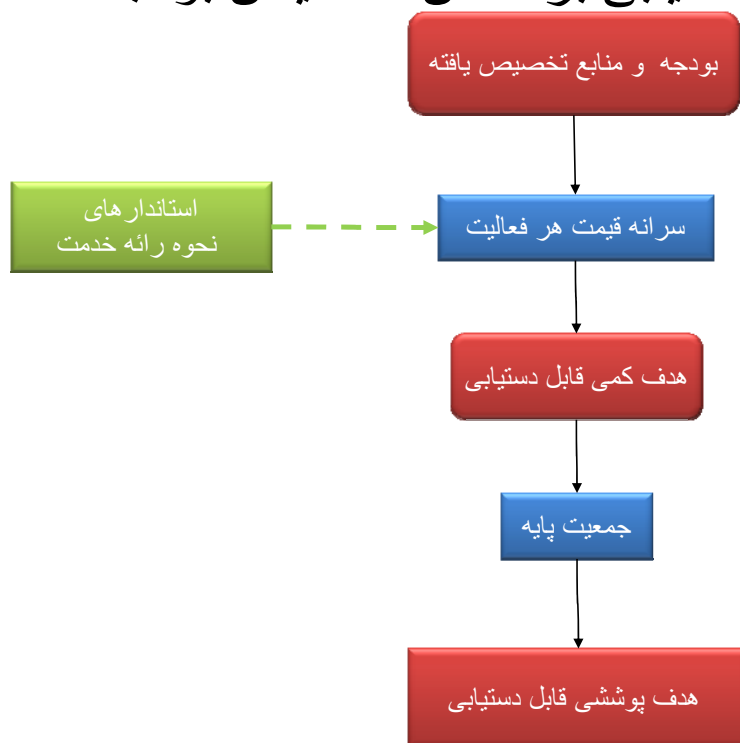 بودجه و منابع تخصیص یافته
استاندارهای
نحوه رائه خدمت
سرانه قیمت هر فعالیت
هدف کمی قابل دستیابی
جمعیت پایه
هدف پوششی قابل دستیابی